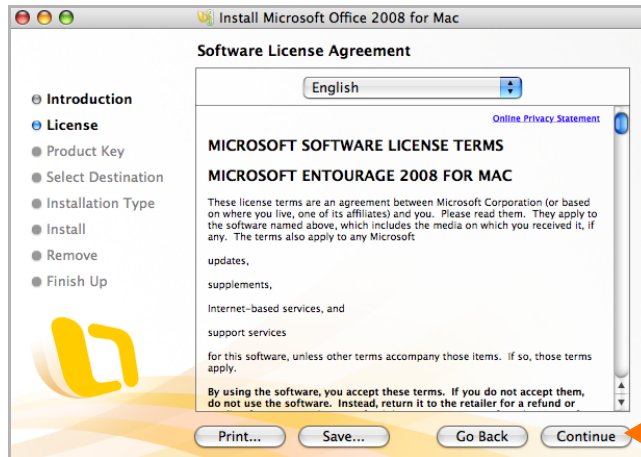 Install Microsoft Office 2008 for Mac
Software License Agreement
Introduction
License
Product Key
Select Destination
Installation Type
Install
Remove
Finish Up
English
Online Privacy Statement
MICROSOFT SOFTWARE LICENSE TERMS
MICROSOFT ENTOURAGE 2008 FOR MAC
These license terms are an agreement between Microsoft Corporation (or based
on where you live, one of its affiliates) and you.  Please read them.  They apply to
the software named above, which includes the media on which you received it, if
any.  The terms also apply to any Microsoft
updates,
supplements,
Internet-based services, and
support services
for this software, unless other terms accompany those items.  If so, those terms
apply.
By using the software, you accept these terms.  If you do not accept them,
do not use the software.  Instead, return it to the retailer for a refund or
Print...
Save...
Go Back
Continue